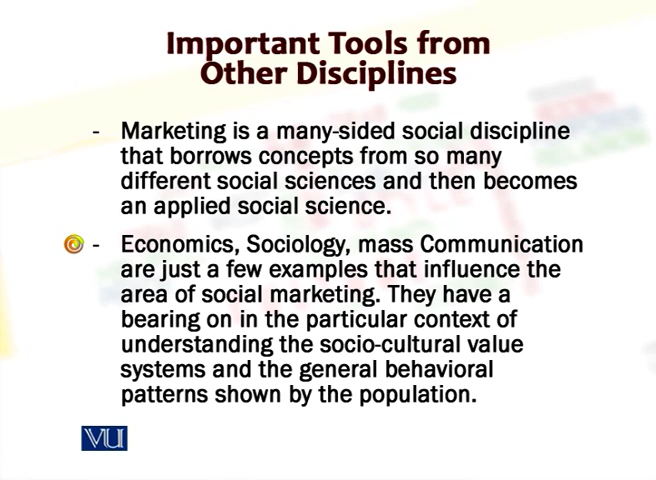 Important Tools from
Other Disciplines
- Marketing is a many-sided social discipline
that borrows concepts from so many
different social sciences and then becomes
an applied social science.
- Economics, Sociology, mass Communication
are just a few examples that influence the
area of social marketing. They have a
bearing on in the particular context of
understanding the socio-cultural value
systems and the general behavioral
patterns shown by the population.
VU